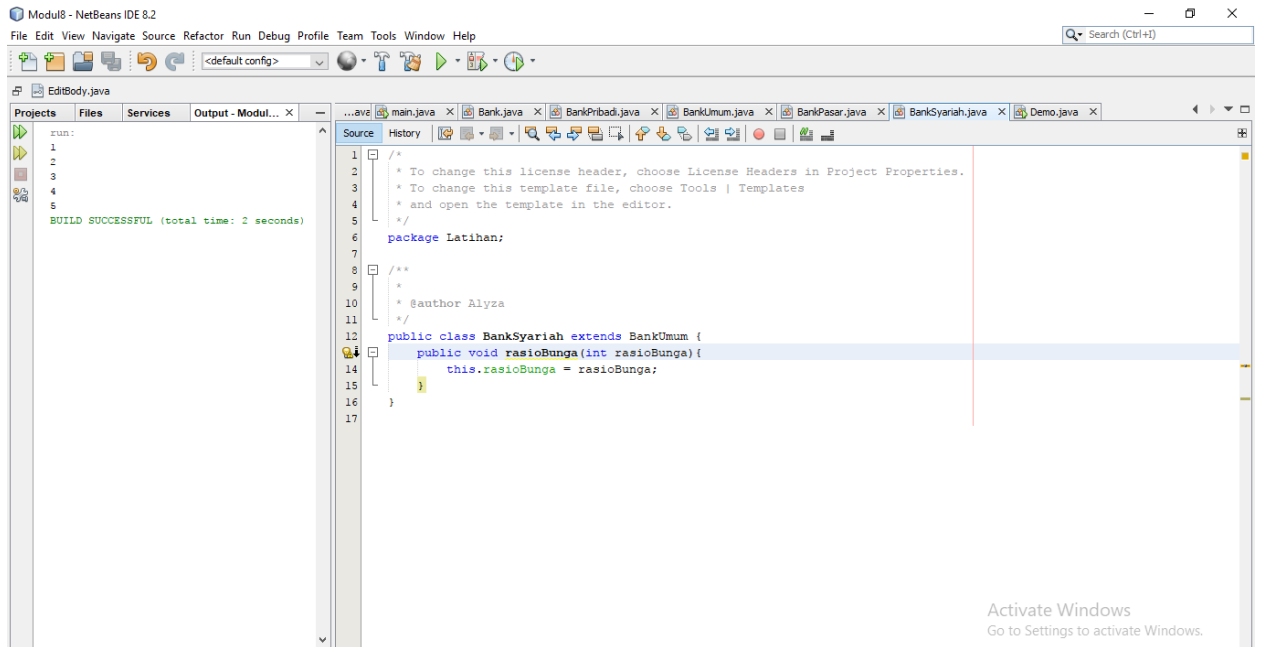 Modul8 - NetBeans IDE 8.2
File Edit View Navigate Source Refactor Run Debug Profile Team Tools Window Help
Search (Ctrl+I)
<default config>
EditBody.java
Projects Files Services Output - Modul...
...ava main.java Bank.java BankPribadi.java BankUmum.java BankPasar.java BankSyariah.java Demo.java
Source History
run:
1
2
3
4
5
BUILD SUCCESSFUL (total time: 2 seconds)
1 /*
2 * To change this license header, choose License Headers in Project Properties.
3 * To change this template file, choose Tools | Templates
4 * and open the template in the editor.
5 */
6 package Latihan;
7
8 /**
9 *
10 * @author Alyza
11 */
12 public class BankSyariah extends BankUmum {
public void rasioBunga(int rasioBunga){
14 this.rasioBunga = rasioBunga;
15 }
16 }
17
Activate Windows
Go to Settings to activate Windows.